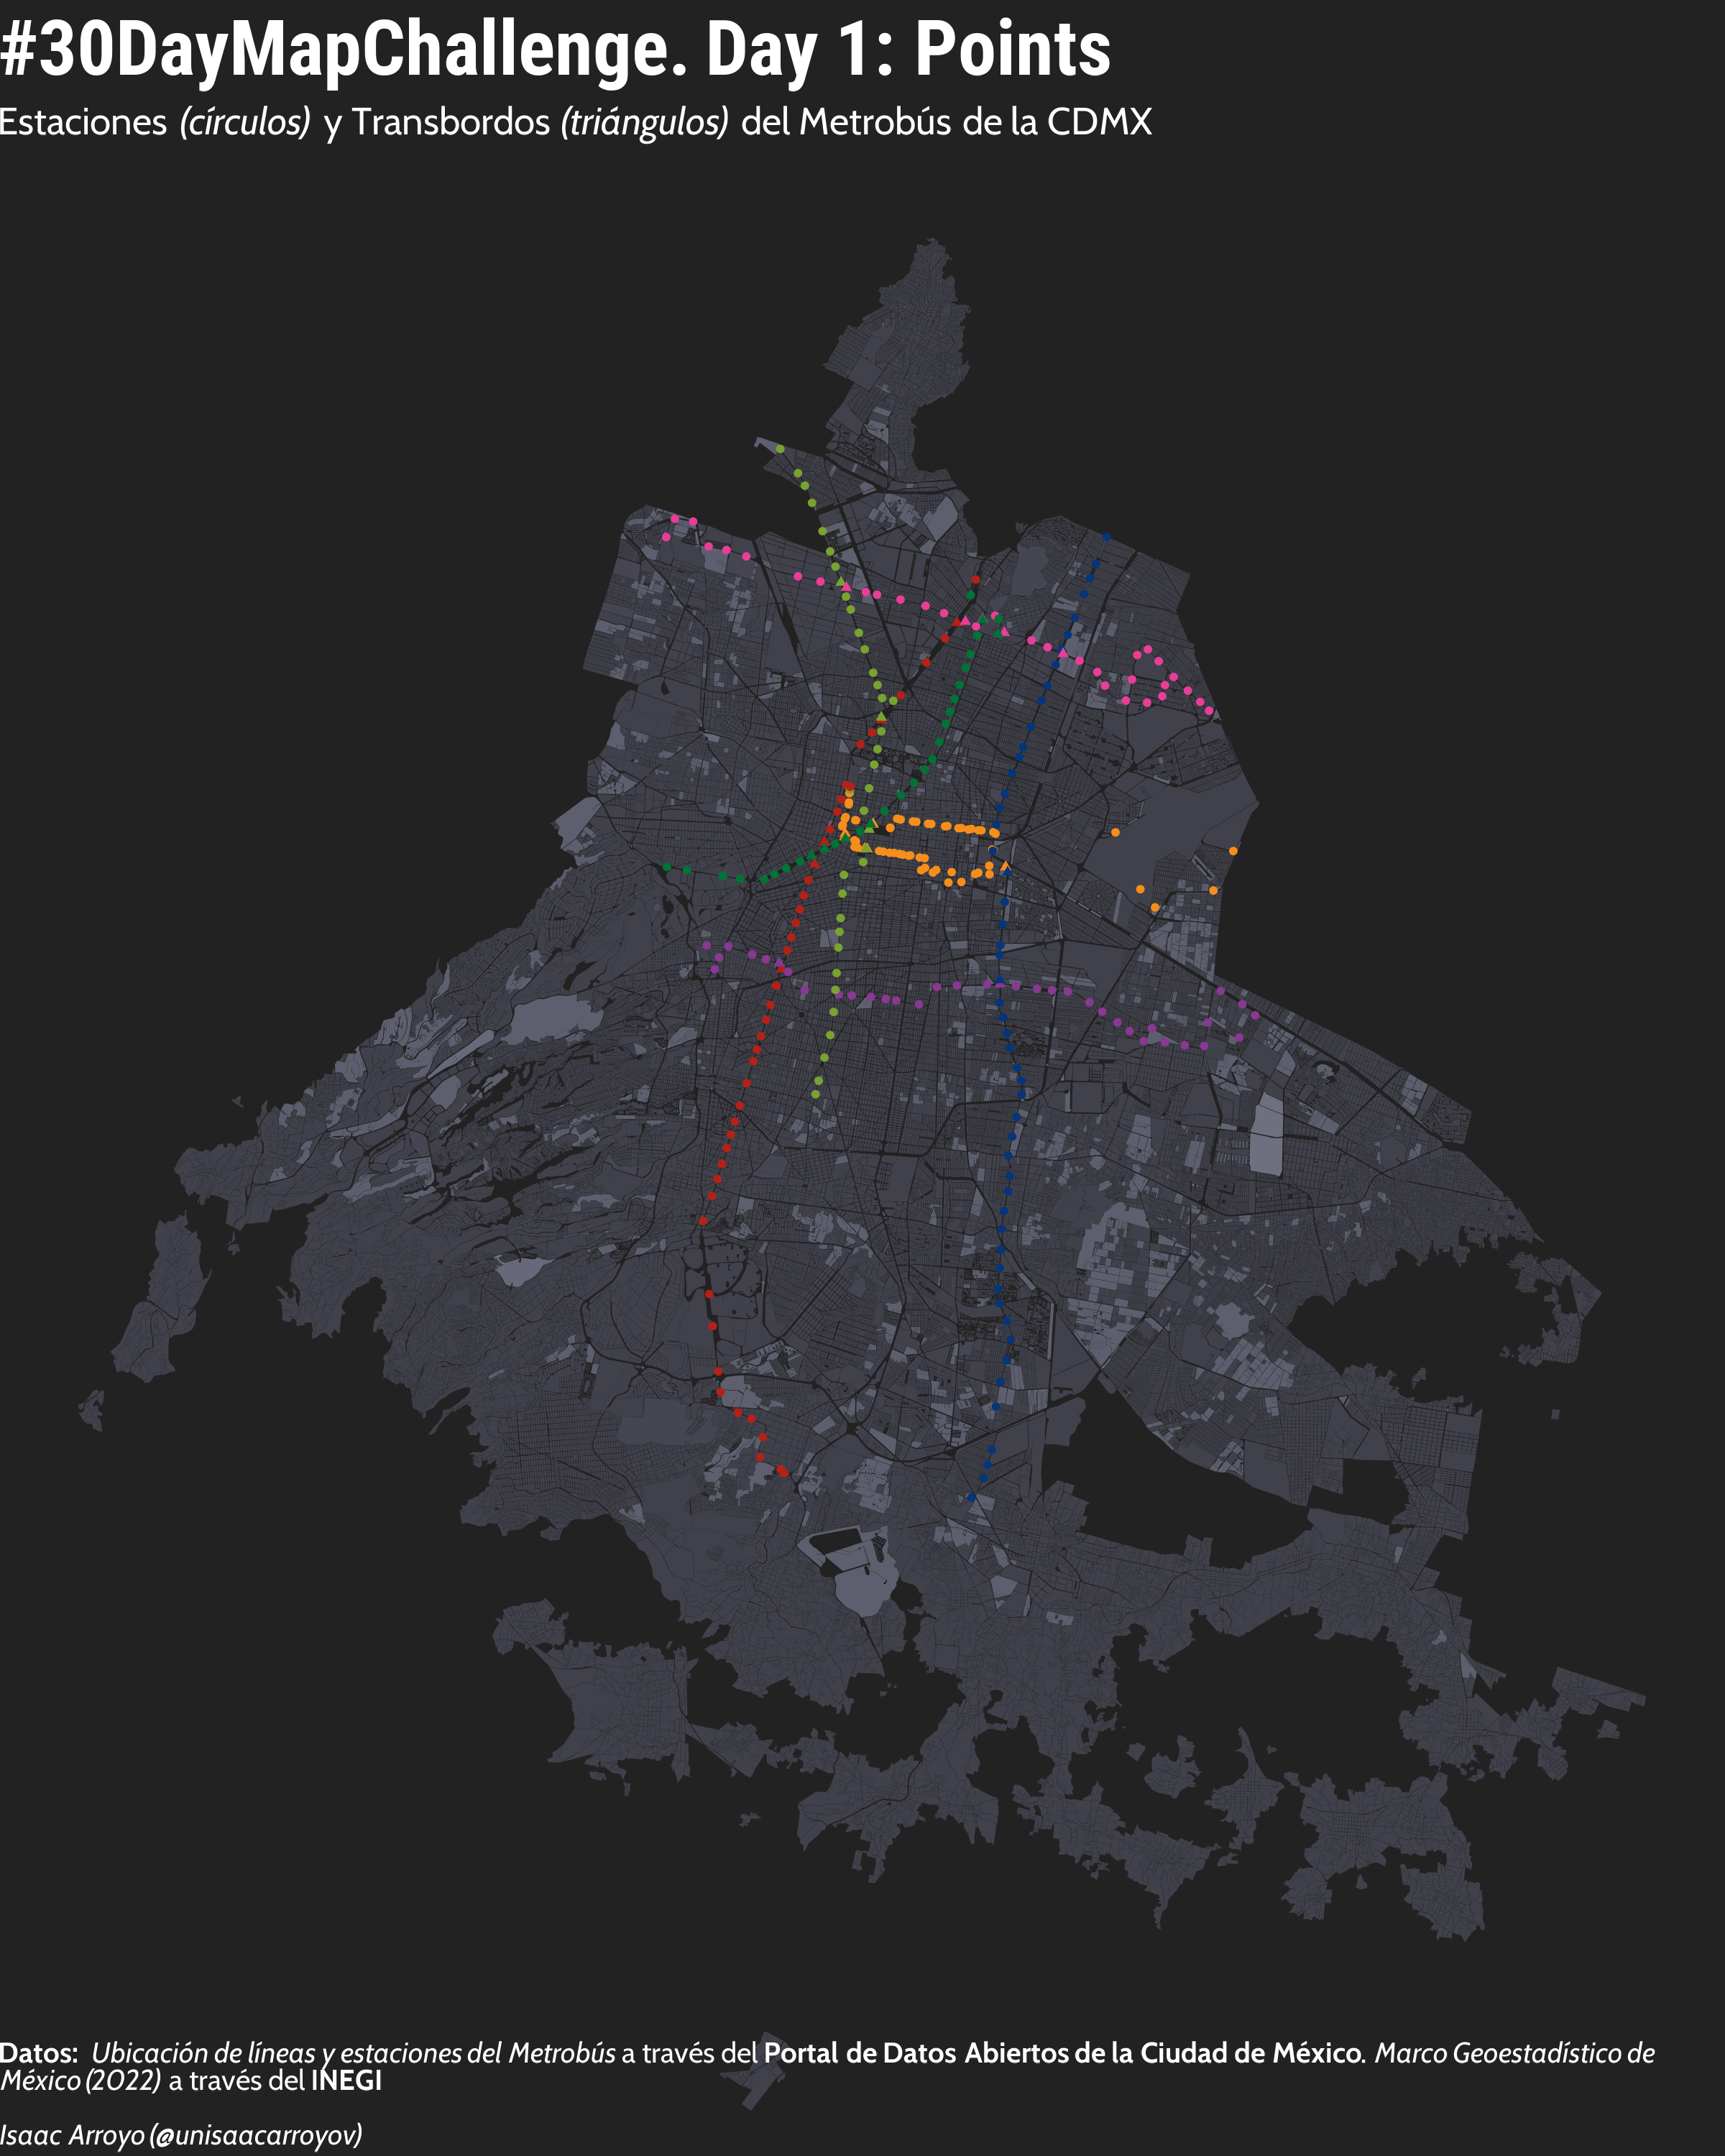 #30DayMapChallenge. Day 1: Points
Estaciones (círculos) y Transbordos (triángulos) del Metrobús de la CDMX
Datos: Ubicación de líneas y estaciones del Metrobús a través del Portal de Datos Abiertos de la Ciudad de México. Marco Geoestadístico de
México (2022) a través del INEGI
Isaac Arroyo (@unisaacarroyov)